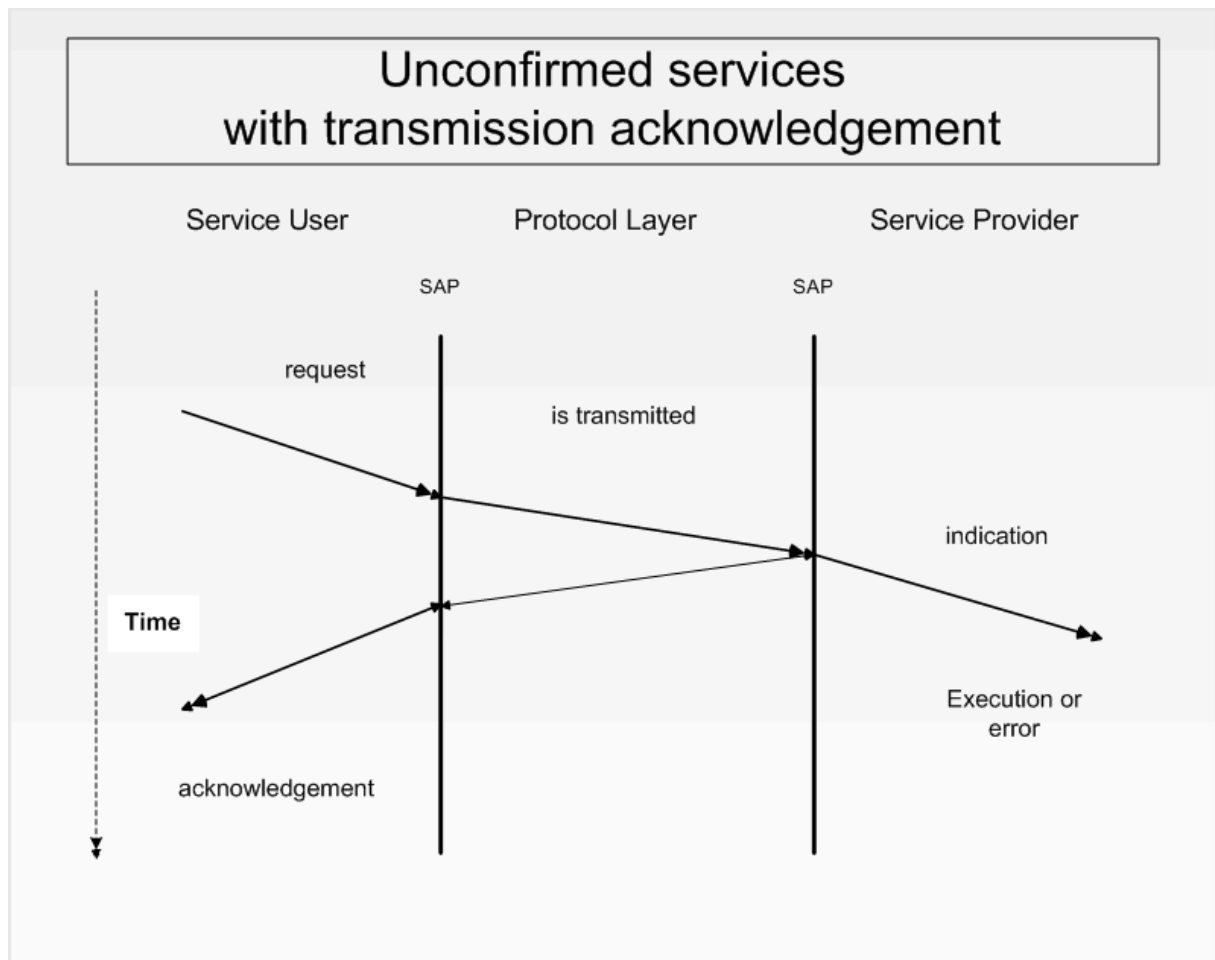 Unconfirmed services
with transmission acknowledgement
Service User
Protocol Layer
Service Provider
SAP
SAP
request
is transmitted
indication
Time
Execution or
error
acknowledgement